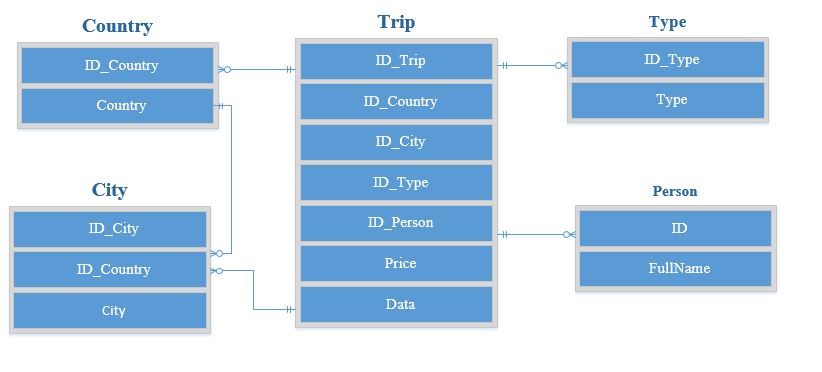 Country
ID_Country
Country
Trip
ID_Trip
ID_Country
ID_City
ID_Type
ID_Person
Price
Data
Type
ID_Type
Type
City
ID_City
ID_Country
City
Person
ID
FullName